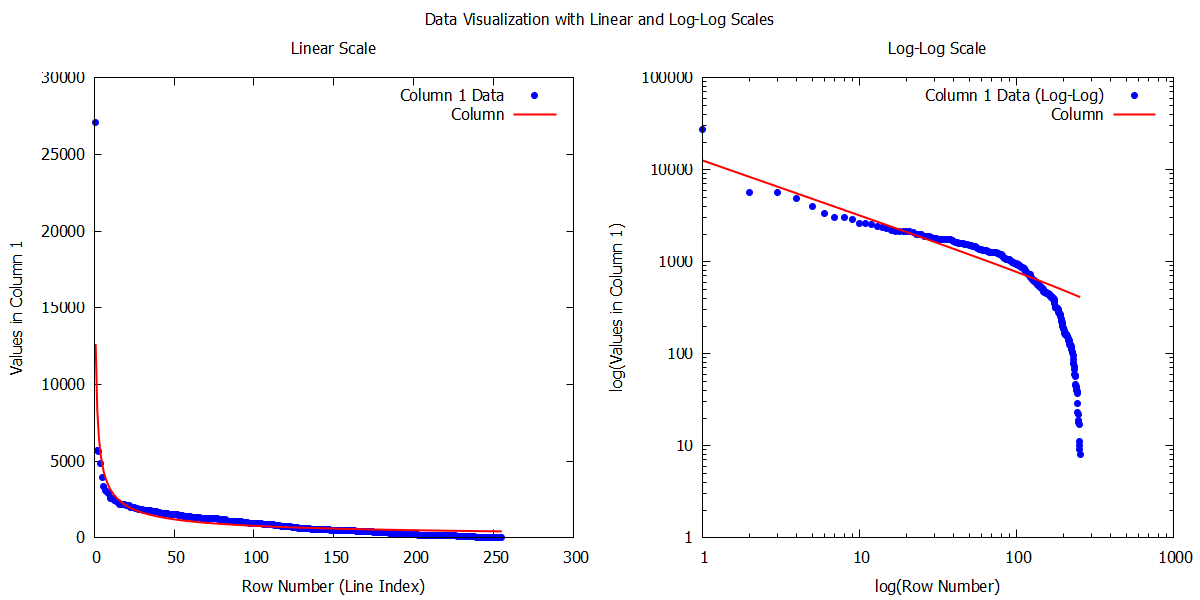 Data Visualization with Linear and Log-Log Scales
Linear Scale
30000
25000
20000
15000
10000
5000
0
Values in Column 1
Column 1 Data
Column
0 50 100 150 200 250 300
Row Number (Line Index)
Log-Log Scale
100000
10000
1000
100
10
1
log(Values in Column 1)
Column 1 Data (Log-Log)
Column
1 10 100 1000
log(Row Number)